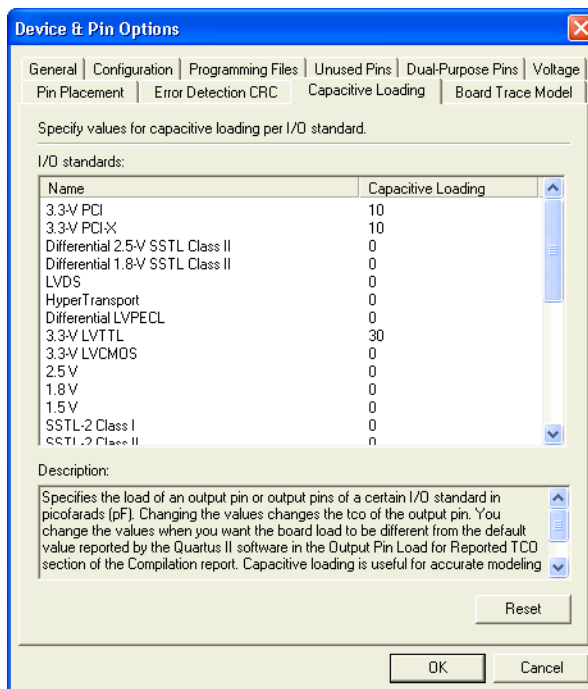 Device & Pin Options
General Configuration Programming Files Unused Pins Dual-Purpose Pins Voltage
Pin Placement Error Detection CRC Capacitive Loading Board Trace Model
Specify values for capacitive loading per I/O standard.
I/O standards:
Name Capacitive Loading
3.3-V PCI 10
3.3-V PCI-X 10
Differential 2.5-V SSTL Class II 0
Differential 1.8-V SSTL Class II 0
LVDS 0
HyperTransport 0
Differential LVPECL 0
3.3-V LVTTL 30
3.3-V LVCMOS 0
2.5 V 0
1.8 V 0
1.5 V 0
SSTL-2 Class I 0
SSTL-2 Class II 0
Description:
Specifies the load of an output pin or output pins of a certain I/O standard in
picofarads (pF). Changing the values changes the tco of the output pin. You
change the values when you want the board load to be different from the default
value reported by the Quartus II software in the Output Pin Load for Reported TCO
section of the Compilation report. Capacitive loading is useful for accurate modeling
Reset
OK Cancel